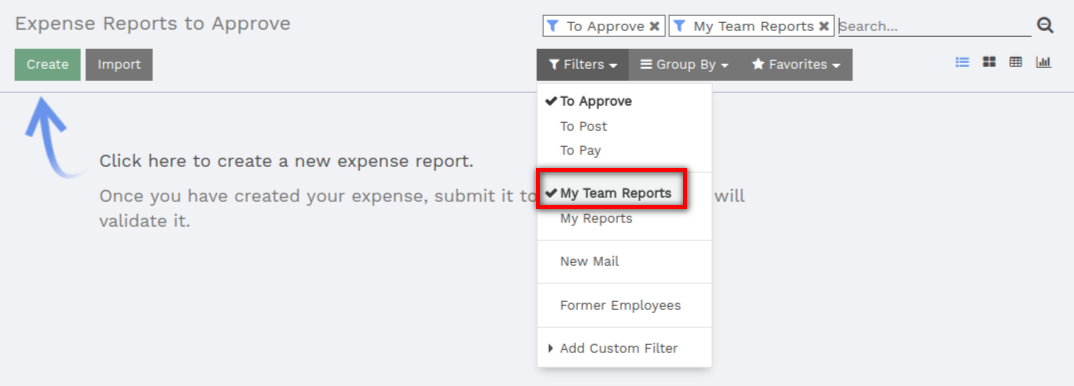 Expense Reports to Approve
To Approve
My Team Reports
Search...
Create
Import
Filters
Group By
Favorites
To Approve
To Post
To Pay
My Team Reports
My Reports
New Mail
Former Employees
Add Custom Filter
Click here to create a new expense report.
Once you have created your expense, submit it to will
validate it.